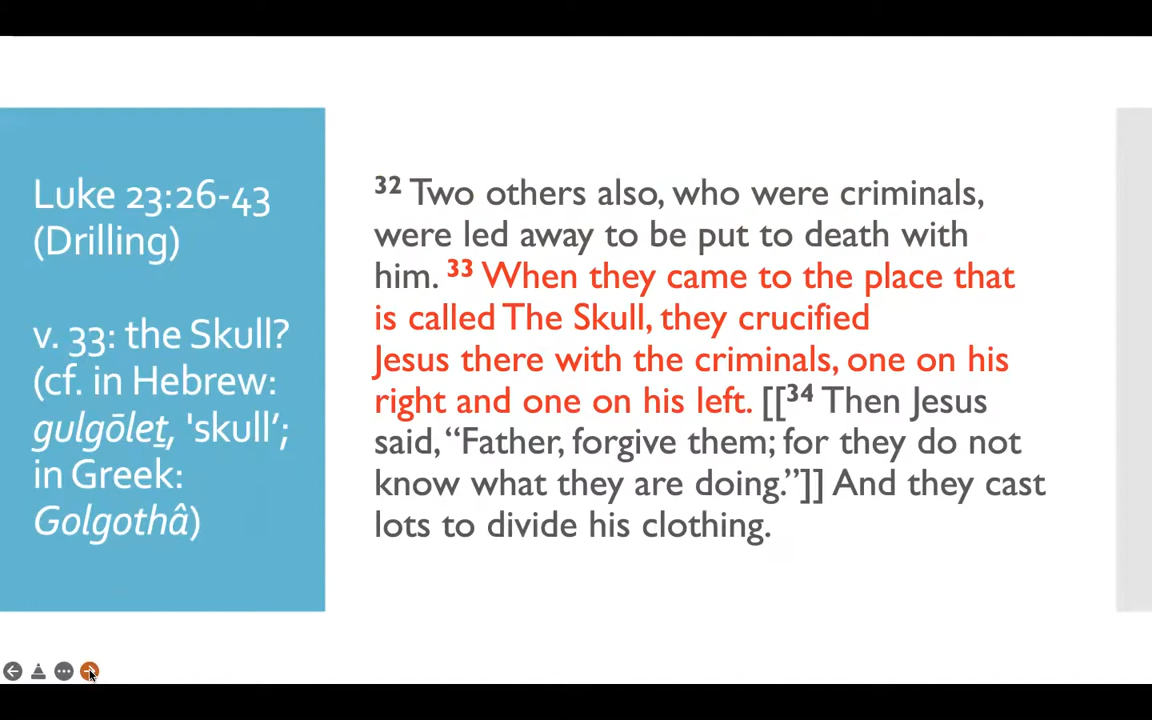 Luke 23:26-43
(Drilling)
v. 33: the Skull?
(cf. in Hebrew:
gulgōleṯ, 'skull’;
in Greek:
Golgothâ)
32 Two others also, who were criminals,
were led away to be put to death with
him. 33 When they came to the place that
is called The Skull, they crucified
Jesus there with the criminals, one on his
right and one on his left. [[34 Then Jesus
said, “Father, forgive them; for they do not
know what they are doing.”]] And they cast
lots to divide his clothing.